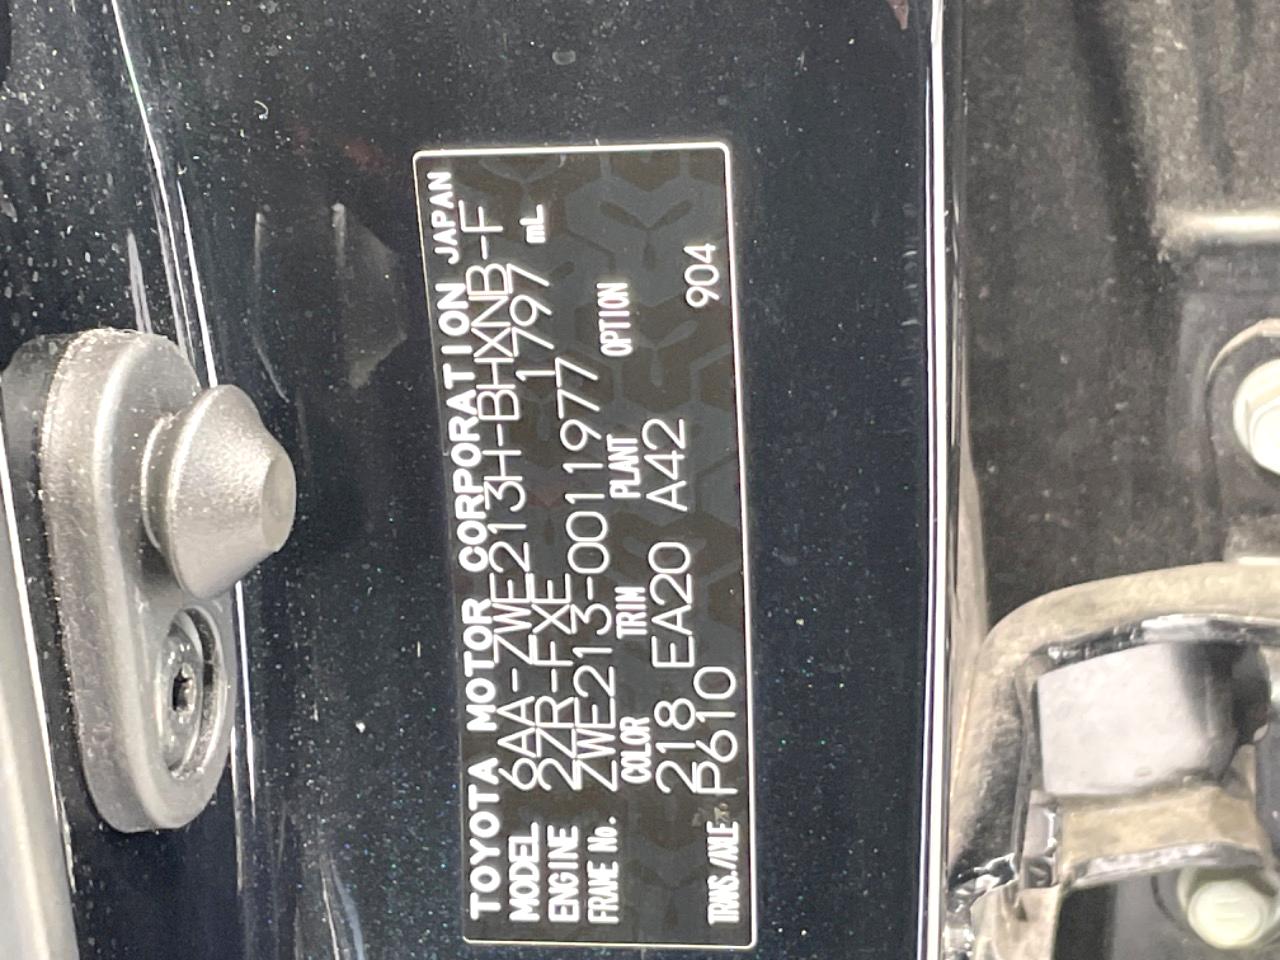 TOYOTA MOTOR CORPORATION JAPAN
MODEL 6AA-ZWE213H-BHXNB-F
ENGINE 2ZR-FXE 1797 mL
FRAME No. ZWE213-0011977
COLOR TRIM PLANT OPTION
218 EA20 A42
TRANS./AXLE P610 904